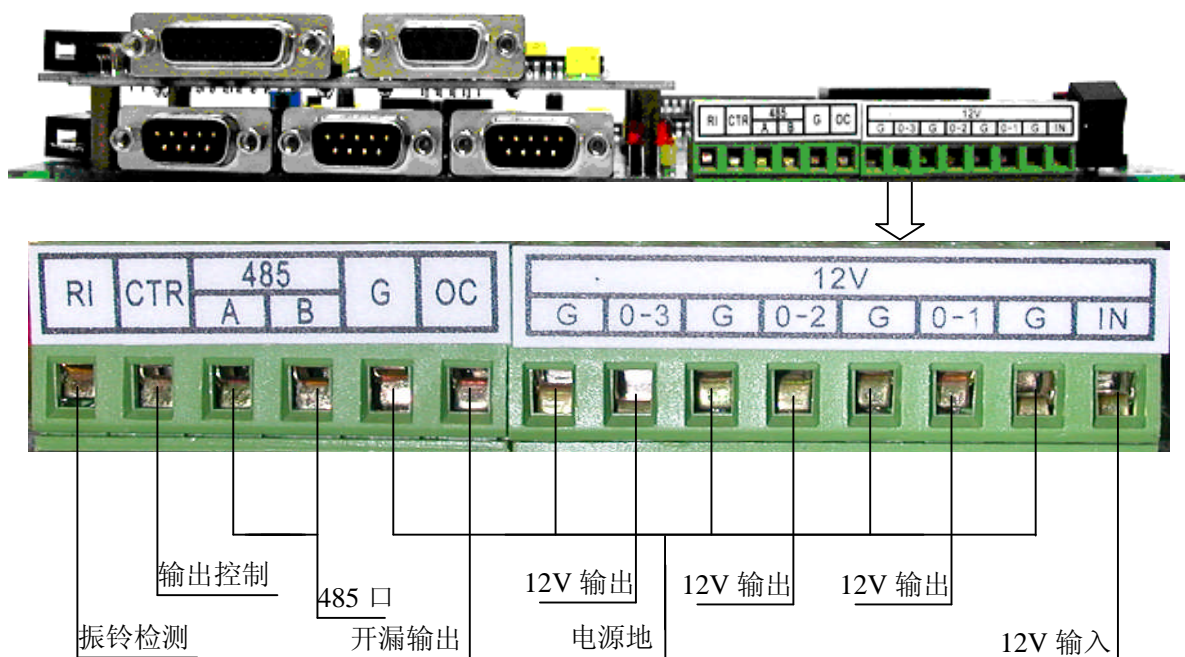 RI CTR 485 G OC 12V
A B G 0-3 G 0-2 G 0-1 G IN
RI CTR 485 G OC 12V
A B G 0-3 G 0-2 G 0-1 G IN
输出控制 12V 输出 12V 输出 12V 输出
485 口
振铃检测 开漏输出 电源地 12V 输入